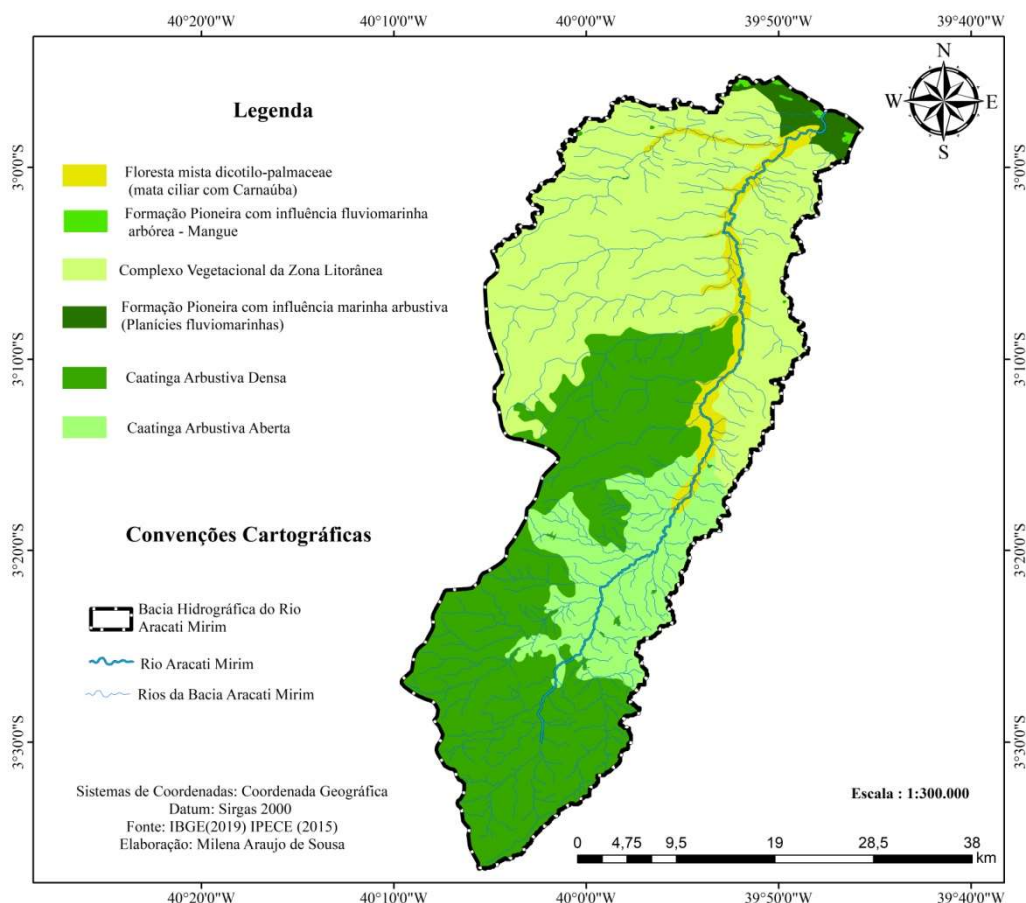 40°20'0"W
40°10'0"W
40°0'0"W
39°50'0"W
39°40'0"W
N
W
E
S
Legenda
Floresta mista dicotilo-palmaceae
(mata ciliar com Carnaúba)
Formação Pioneira com influência fluviomarinha
arbórea - Mangue
Complexo Vegetacional da Zona Litorânea
Formação Pioneira com influência marinha arbustiva
(Planícies fluviomarinhas)
Caatinga Arbustiva Densa
Caatinga Arbustiva Aberta
Convenções Cartográficas
Bacia Hidrográfica do Rio
Aracati Mirim
Rio Aracati Mirim
Rios da Bacia Aracati Mirim
Sistemas de Coordenadas: Coordenada Geográfica
Datum: Sirgas 2000
Fonte: IBGE(2019) IPECE (2015)
Elaboração: Milena Araujo de Sousa
Escala : 1:300.000
0 4,75 9,5 19 28,5 38
km
3°0'0"S
3°10'0"S
3°20'0"S
3°30'0"S
3°0'0"S
3°10'0"S
3°20'0"S
3°30'0"S
40°20'0"W
40°10'0"W
40°0'0"W
39°50'0"W
39°40'0"W